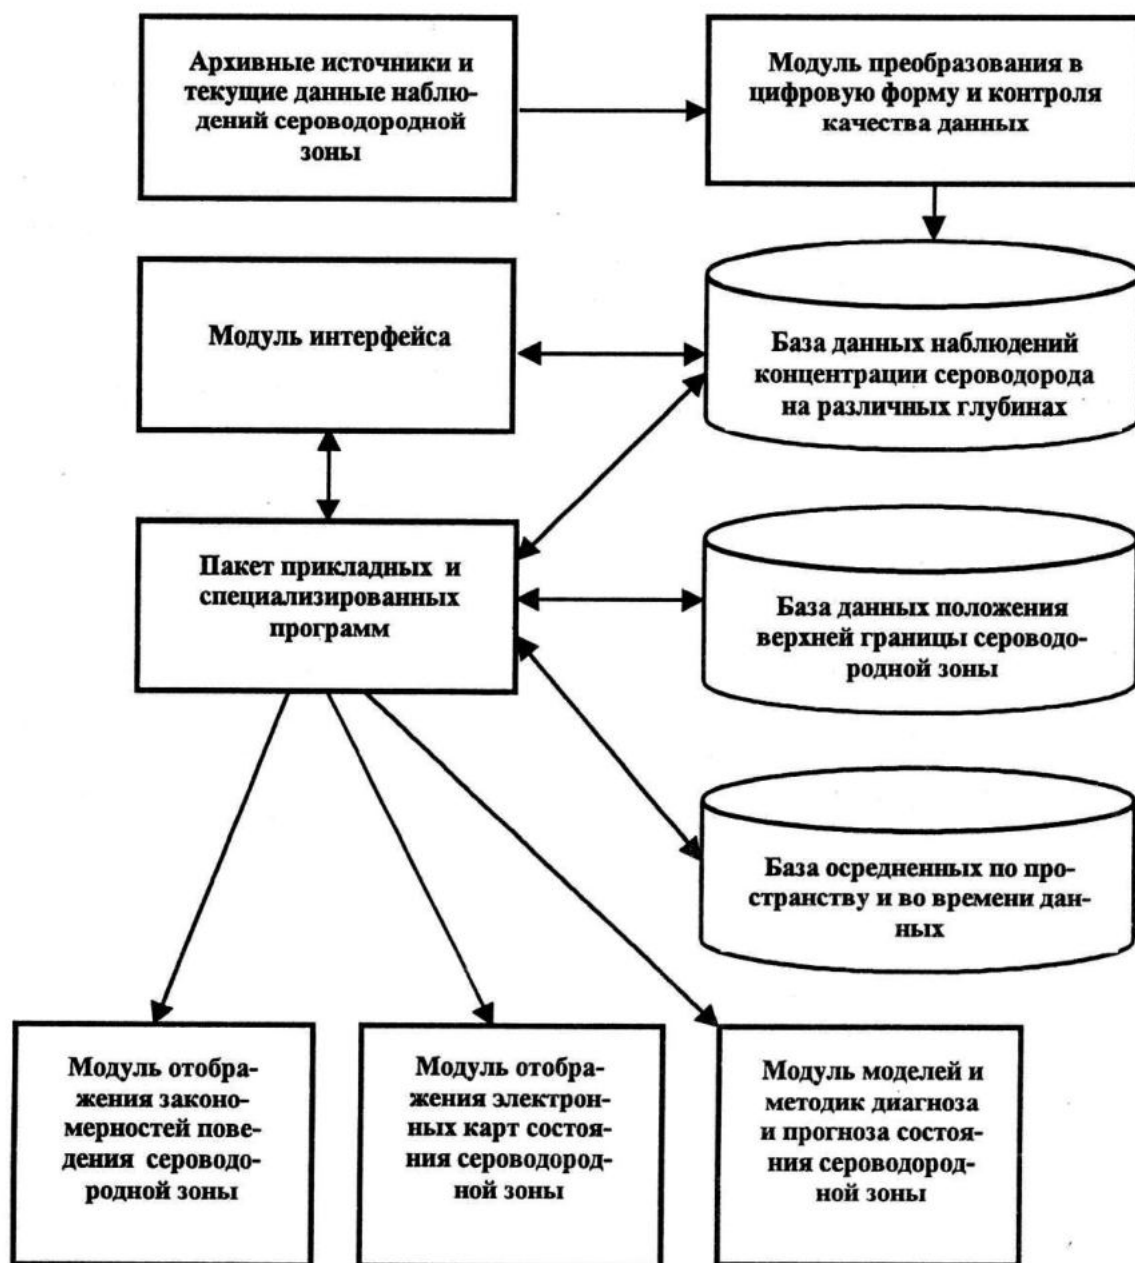 Архивные источники и
текущие данные наблю-
дений сероводородной
зоны
Модуль преобразования в
цифровую форму и контроля
качества данных
Модуль интерфейса
База данных наблюдений
концентрации сероводорода
на различных глубинах
Пакет прикладных и
специализированных
программ
База данных положения
верхней границы сероводо-
родной зоны
База осредненных по про-
странству и во времени дан-
ных
Модуль отобра-
жения законо-
мерностей пове-
дения сероводо-
родной зоны
Модуль отобра-
жения электрон-
ных карт состоя-
ния сероводород-
ной зоны
Модуль моделей и
методик диагноза
и прогноза состоя-
ния сероводород-
ной зоны